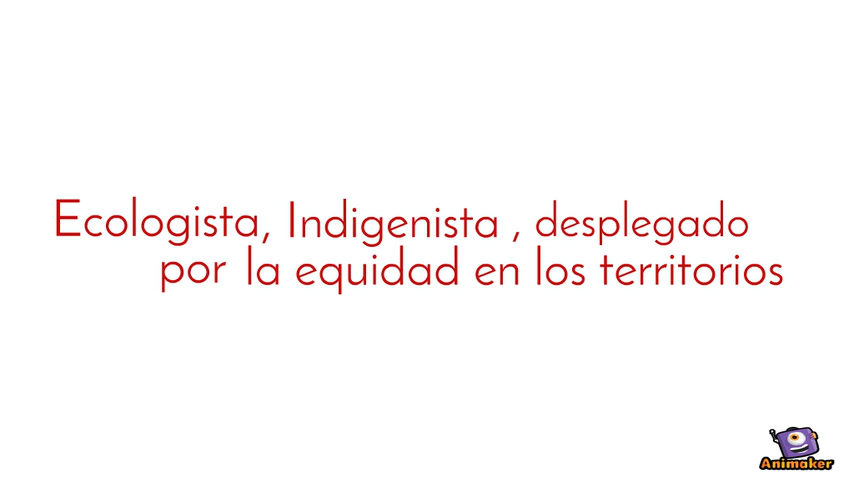 Ecologista, Indigenista , desplegado
por la equidad en los territorios
Animaker